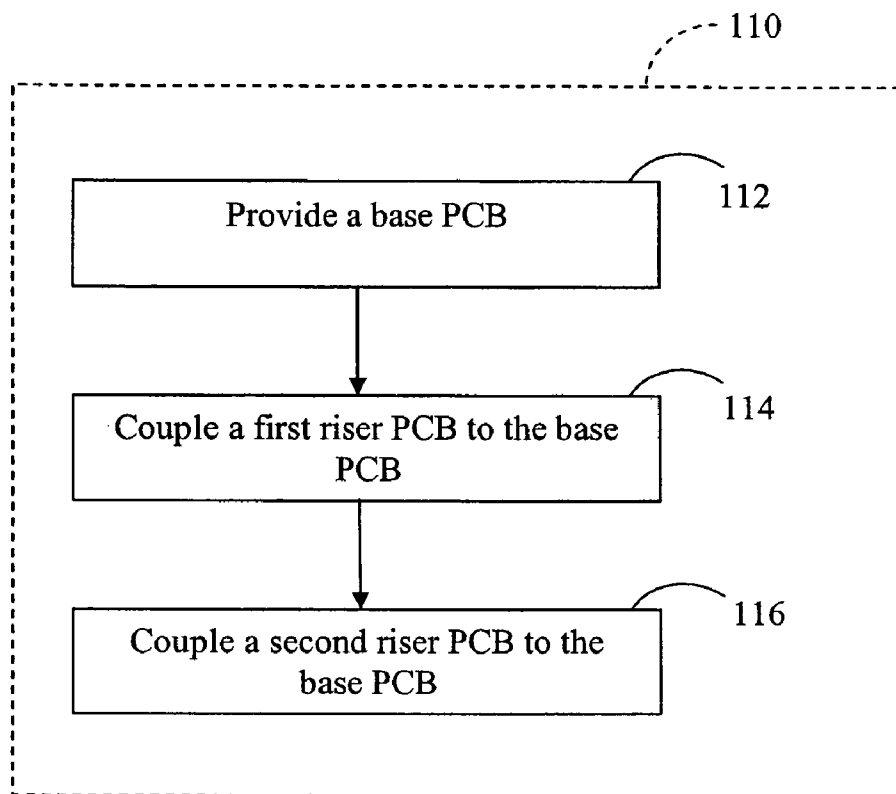 110
112
Provide a base PCB
114
Couple a first riser PCB to the base
PCB
116
Couple a second riser PCB to the
base PCB